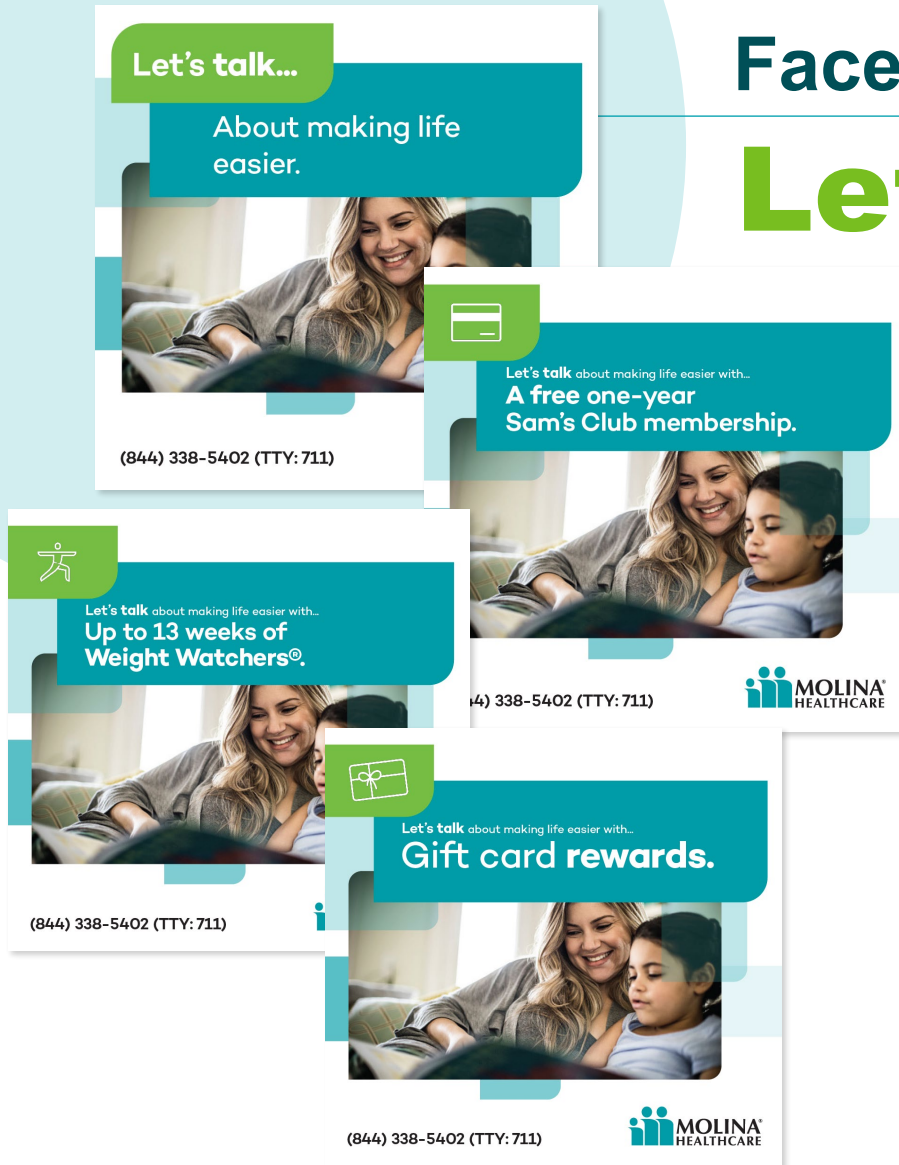 Let's talk...
About making life
easier.
(844) 338-5402 (TTY: 711)
Face
Let
Let's talk about making life easier with...
A free one-year
Sam's Club membership.
4) 338-5402 (TTY: 711)
MOLINA®
HEALTHCARE
Let's talk about making life easier with...
Up to 13 weeks of
Weight Watchers®.
(844) 338-5402 (TTY: 711)
Let's talk about making life easier with...
Gift card rewards.
(844) 338-5402 (TTY: 711)
MOLINA®
HEALTHCARE